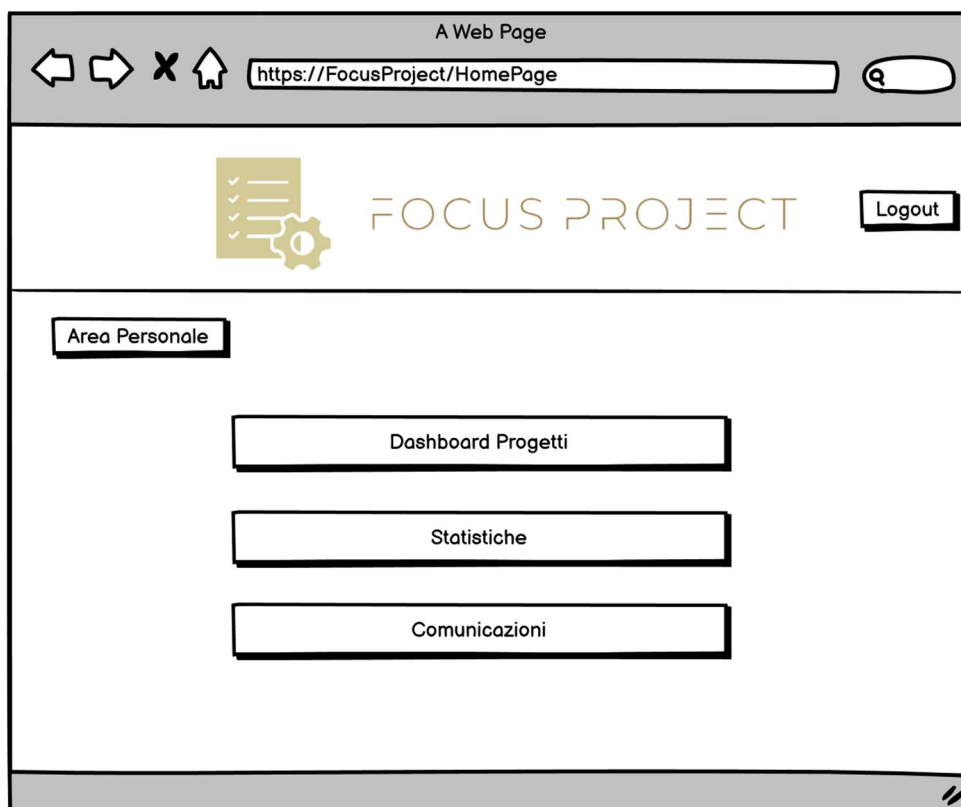 A Web Page
https://FocusProject/HomePage
FOCUS PROJECT
Logout
Area Personale
Dashboard Progetti
Statistiche
Comunicazioni